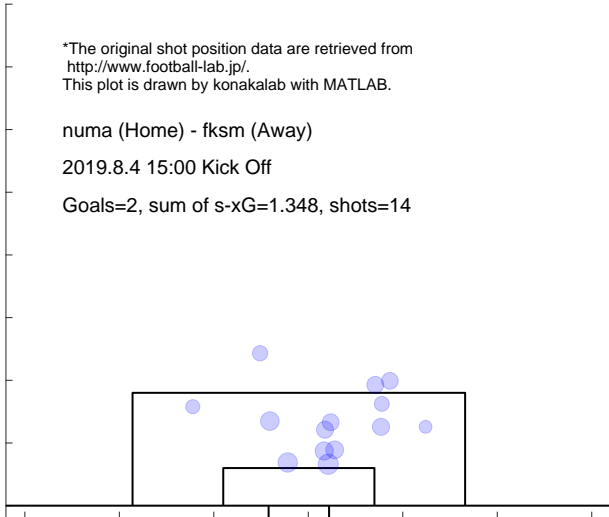 *The original shot position data are retrieved from
http://www.football-lab.jp/.
This plot is drawn by konakalab with MATLAB.
numa (Home) - fksm (Away)
2019.8.4 15:00 Kick Off
Goals=2, sum of s-xG=1.348, shots=14